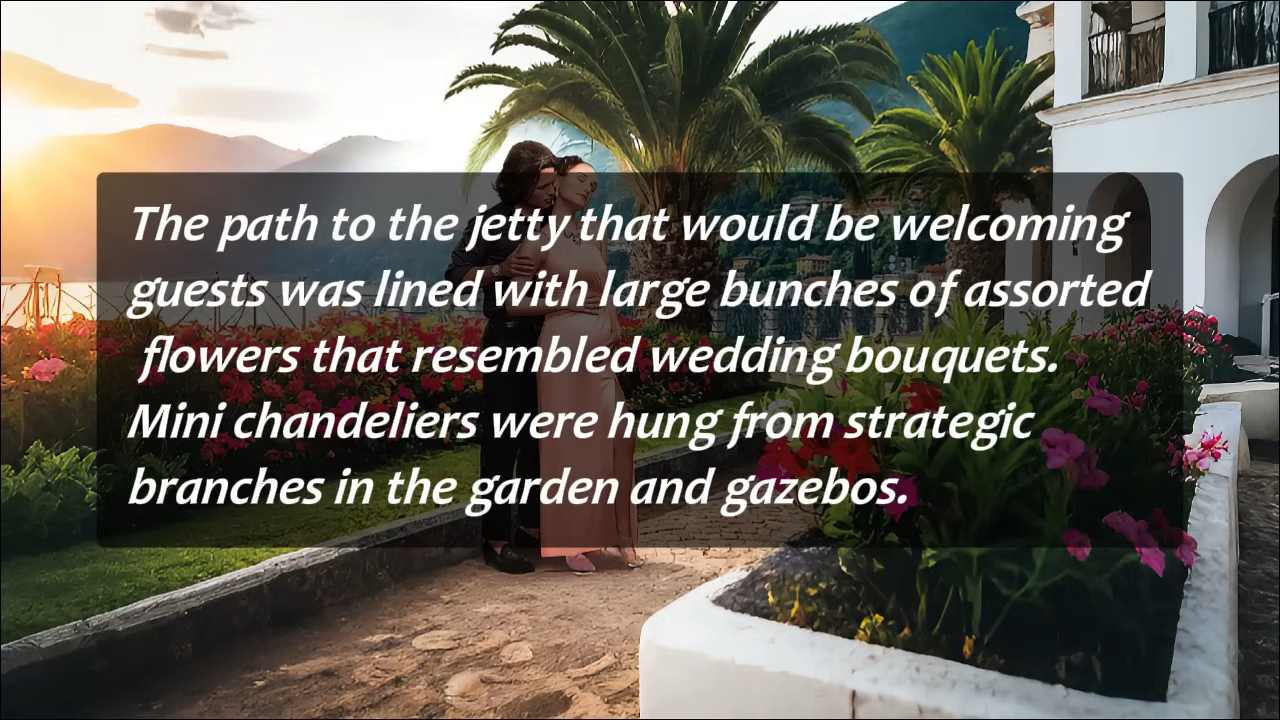 The path to the jetty that would be welcoming
guests was lined with large bunches of assorted
flowers that resembled wedding bouquets.
Mini chandeliers were hung from strategic
branches in the garden and gazebos.